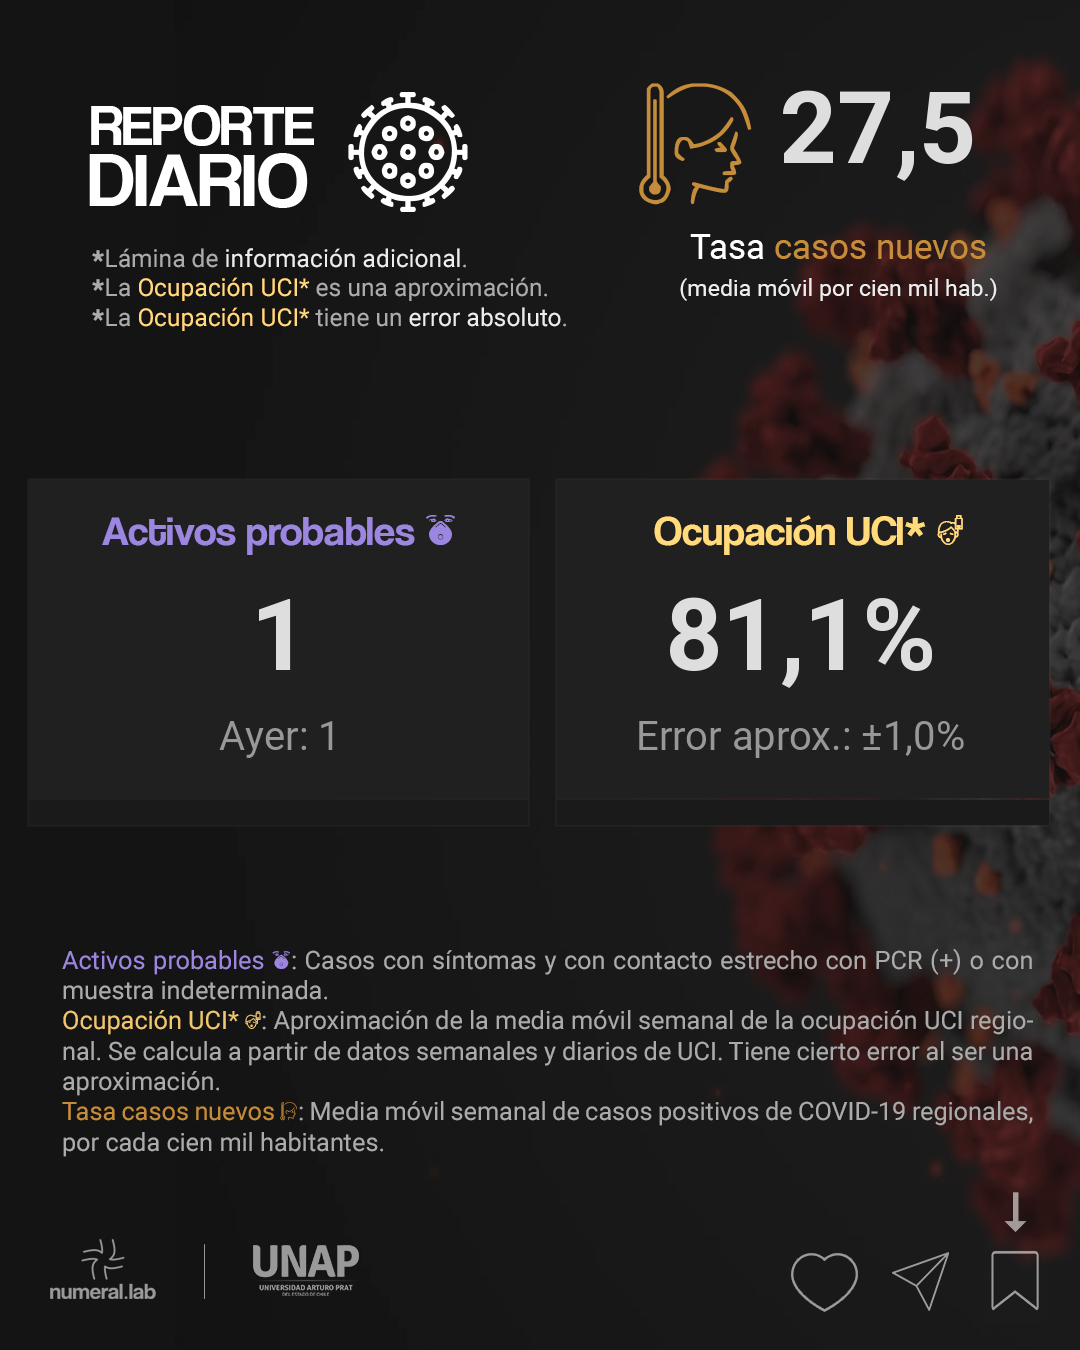 REPORTE
DIARIO
*Lámina de información adicional.
*La Ocupación UCI* es una aproximación.
*La Ocupación UCI* tiene un error absoluto.
27,5
Tasa casos nuevos
(media móvil por cien mil hab.)
Activos probables
1
Ayer: 1
Ocupación UCI*
81,1%
Error aprox.: ±1,0%
Activos probables : Casos con síntomas y con contacto estrecho con PCR (+) o con
muestra indeterminada.
Ocupación UCI* : Aproximación de la media móvil semanal de la ocupación UCI regio-
nal. Se calcula a partir de datos semanales y diarios de UCI. Tiene cierto error al ser una
aproximación.
Tasa casos nuevos : Media móvil semanal de casos positivos de COVID-19 regionales,
por cada cien mil habitantes.
numeral.lab
UNAP
UNIVERSIDAD ARTURO PRAT
DEL ESTADO DE CHILE